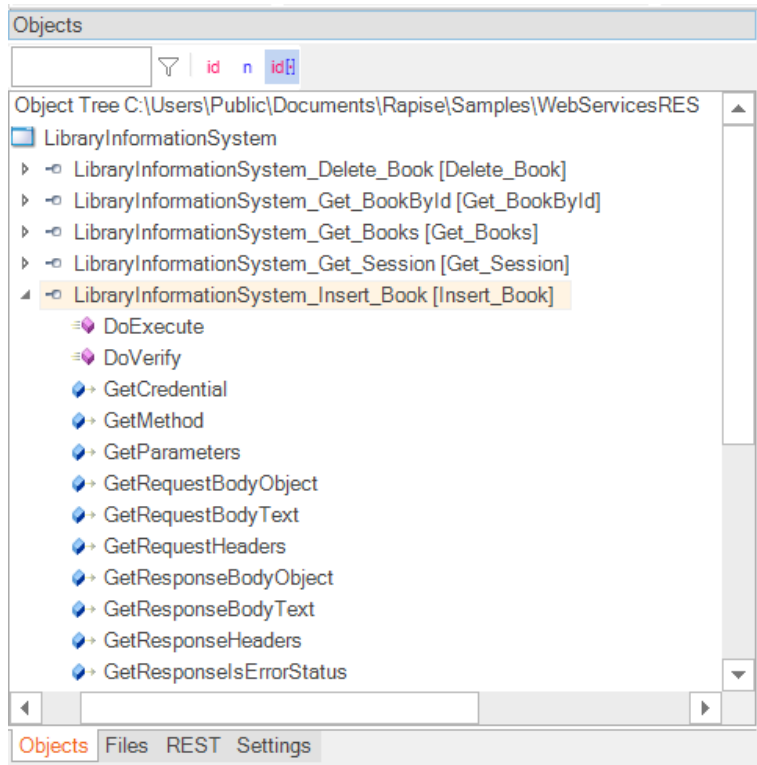 Objects
id n id[·]
Object Tree C:\Users\Public\Documents\Rapise\Samples\WebServicesRES
LibraryInformationSystem
LibraryInformationSystem_Delete_Book [Delete_Book]
LibraryInformationSystem_Get_BookById [Get_BookById]
LibraryInformationSystem_Get_Books [Get_Books]
LibraryInformationSystem_Get_Session [Get_Session]
LibraryInformationSystem_Insert_Book [Insert_Book]
DoExecute
DoVerify
GetCredential
GetMethod
GetParameters
GetRequestBodyObject
GetRequestBodyText
GetRequestHeaders
GetResponseBodyObject
GetResponseBodyText
GetResponseHeaders
GetResponseIsErrorStatus
Objects Files REST Settings